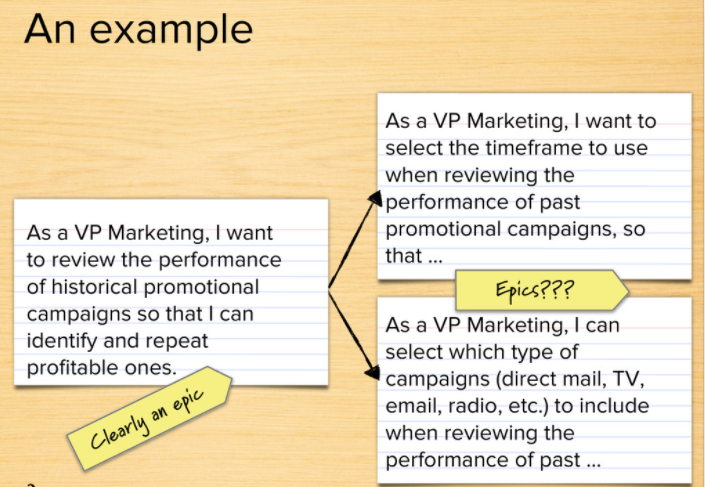 An example
As a VP Marketing, I want
to review the performance
of historical promotional
campaigns so that I can
identify and repeat
profitable ones.
Clearly an epic
As a VP Marketing, I want to
select the timeframe to use
when reviewing the
performance of past
promotional campaigns, so
that ...
Epics???
As a VP Marketing, I can
select which type of
campaigns (direct mail, TV,
email, radio, etc.) to include
when reviewing the
performance of past ...